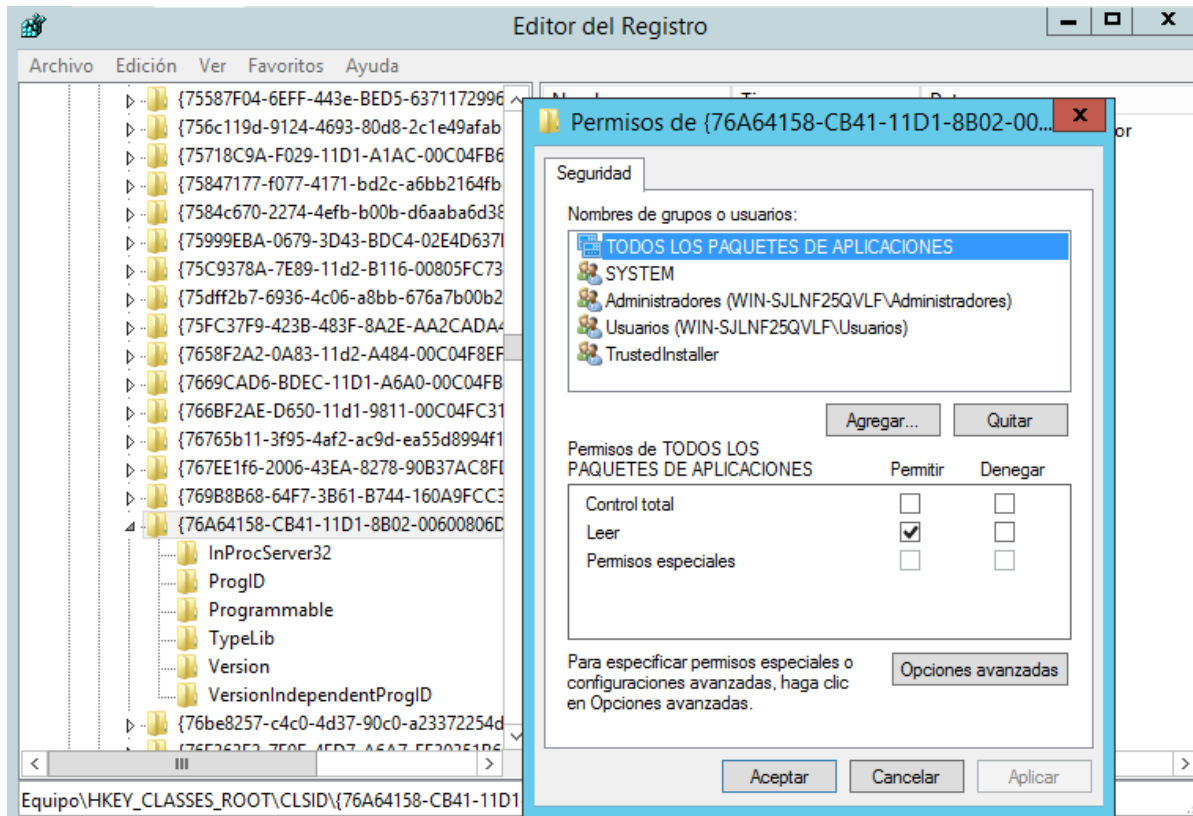 Editor del Registro
Archivo Edición Ver Favoritos Ayuda
{75587F04-6EFF-443e-BED5-6371172996
{756c119d-9124-4693-80d8-2c1e49afab
{75718C9A-F029-11D1-A1AC-00C04FB6
{75847177-f077-4171-bd2c-a6bb2164fb
{7584c670-2274-4efb-b00b-d6aaba6d38
{75999EBA-0679-3D43-BDC4-02E4D637
{75C9378A-7E89-11d2-B116-00805FC73
{75dff2b7-6936-4c06-a8bb-676a7b00b2
{75FC37F9-423B-483F-8A2E-AA2CADA4
{7658F2A2-0A83-11d2-A484-00C04F8EF
{7669CAD6-BDEC-11D1-A6A0-00C04FB
{766BF2AE-D650-11d1-9811-00C04FC31
{76765b11-3f95-4af2-ac9d-ea55d8994f1
{767EE1f6-2006-43EA-8278-90B37AC8F
{769B8B68-64F7-3B61-B744-160A9FCC3
{76A64158-CB41-11D1-8B02-00600806D
InProcServer32
ProgID
Programmable
TypeLib
Version
VersionIndependentProgID
{76be8257-c4c0-4d37-90c0-a23372254d
Equipo\HKEY_CLASSES_ROOT\CLSID\{76A64158-CB41-11D1-
or
Permisos de {76A64158-CB41-11D1-8B02-00...
Seguridad
Nombres de grupos o usuarios:
TODOS LOS PAQUETES DE APLICACIONES
SYSTEM
Administradores (WIN-SJLNF25QVLF\Administradores)
Usuarios (WIN-SJLNF25QVLF\Usuarios)
TrustedInstaller
Agregar... Quitar
Permisos de TODOS LOS
PAQUETES DE APLICACIONES Permitir Denegar
Control total
Leer
Permisos especiales
Para especificar permisos especiales o
configuraciones avanzadas, haga clic
en Opciones avanzadas.
Opciones avanzadas
Aceptar Cancelar Aplicar